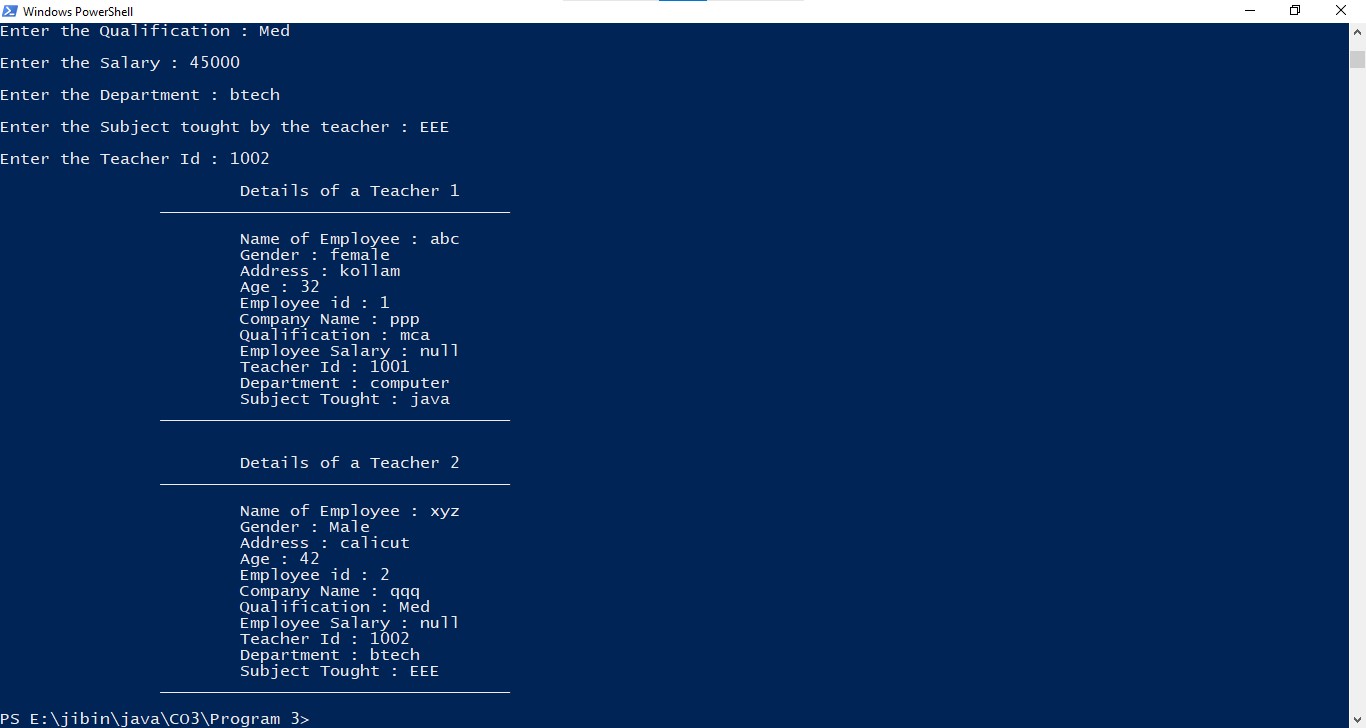 Windows PowerShell
Enter the Qualification : Med
Enter the Salary : 45000
Enter the Department : btech
Enter the Subject tought by the teacher : EEE
Enter the Teacher Id : 1002
Details of a Teacher 1
Name of Employee : abc
Gender : female
Address : kollam
Age : 32
Employee id : 1
Company Name : ppp
Qualification : mca
Employee Salary : null
Teacher Id : 1001
Department : computer
Subject Tought : java
Details of a Teacher 2
Name of Employee : xyz
Gender : Male
Address : calicut
Age : 42
Employee id : 2
Company Name : qqq
Qualification : Med
Employee Salary : null
Teacher Id : 1002
Department : btech
Subject Tought : EEE
PS E:\jibin\java\CO3\Program 3>